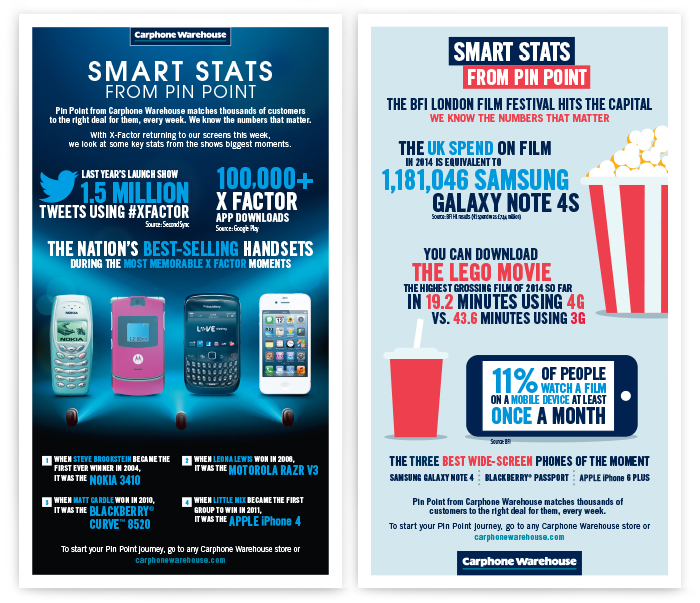 Carphone Warehouse
SMART STATS
FROM PIN POINT
Pin Point from Carphone Warehouse matches thousands of customers
to the right deal for them, every week. We know the numbers that matter.
With X-Factor returning to our screens this week,
we look at some key stats from the shows biggest moments.
LAST YEAR'S LAUNCH SHOW
1.5 MILLION
TWEETS USING #XFACTOR
Source: Second Sync
100,000+
X FACTOR
APP DOWNLOADS
Source: Google Play
THE NATION'S BEST-SELLING HANDSETS
DURING THE MOST MEMORABLE X FACTOR MOMENTS
NOKIA
NOKIA
BlackBerry
1 WHEN STEVE BROOKSTEIN BECAME THE
FIRST EVER WINNER IN 2004,
IT WAS THE NOKIA 3410
2 WHEN LEONA LEWIS WON IN 2006,
IT WAS THE MOTOROLA RAZR V3
3 WHEN MATT CARDLE WON IN 2010,
IT WAS THE BLACKBERRY®
CURVE™ 8520
4 WHEN LITTLE MIX BECAME THE FIRST
GROUP TO WIN IN 2011,
IT WAS THE APPLE iPhone 4
To start your Pin Point journey, go to any Carphone Warehouse store or
carphonewarehouse.com
SMART STATS
FROM PIN POINT
THE BFI LONDON FILM FESTIVAL HITS THE CAPITAL
WE KNOW THE NUMBERS THAT MATTER
THE UK SPEND ON FILM
IN 2014 IS EQUIVALENT TO
1,181,046 SAMSUNG
GALAXY NOTE 4S
YOU CAN DOWNLOAD
THE LEGO MOVIE
THE HIGHEST GROSSING FILM OF 2014 SO FAR
IN 19.2 MINUTES USING 4G
VS. 43.6 MINUTES USING 3G
11% OF PEOPLE
WATCH A FILM
ON A MOBILE DEVICE AT LEAST
ONCE A MONTH
Source: BFI
THE THREE BEST WIDE-SCREEN PHONES OF THE MOMENT
SAMSUNG GALAXY NOTE 4 BLACKBERRY® PASSPORT APPLE iPhone 6 PLUS
Pin Point from Carphone Warehouse matches thousands of
customers to the right deal for them, every week.
To start your Pin Point journey, go to any Carphone Warehouse store or
carphonewarehouse.com
Carphone Warehouse